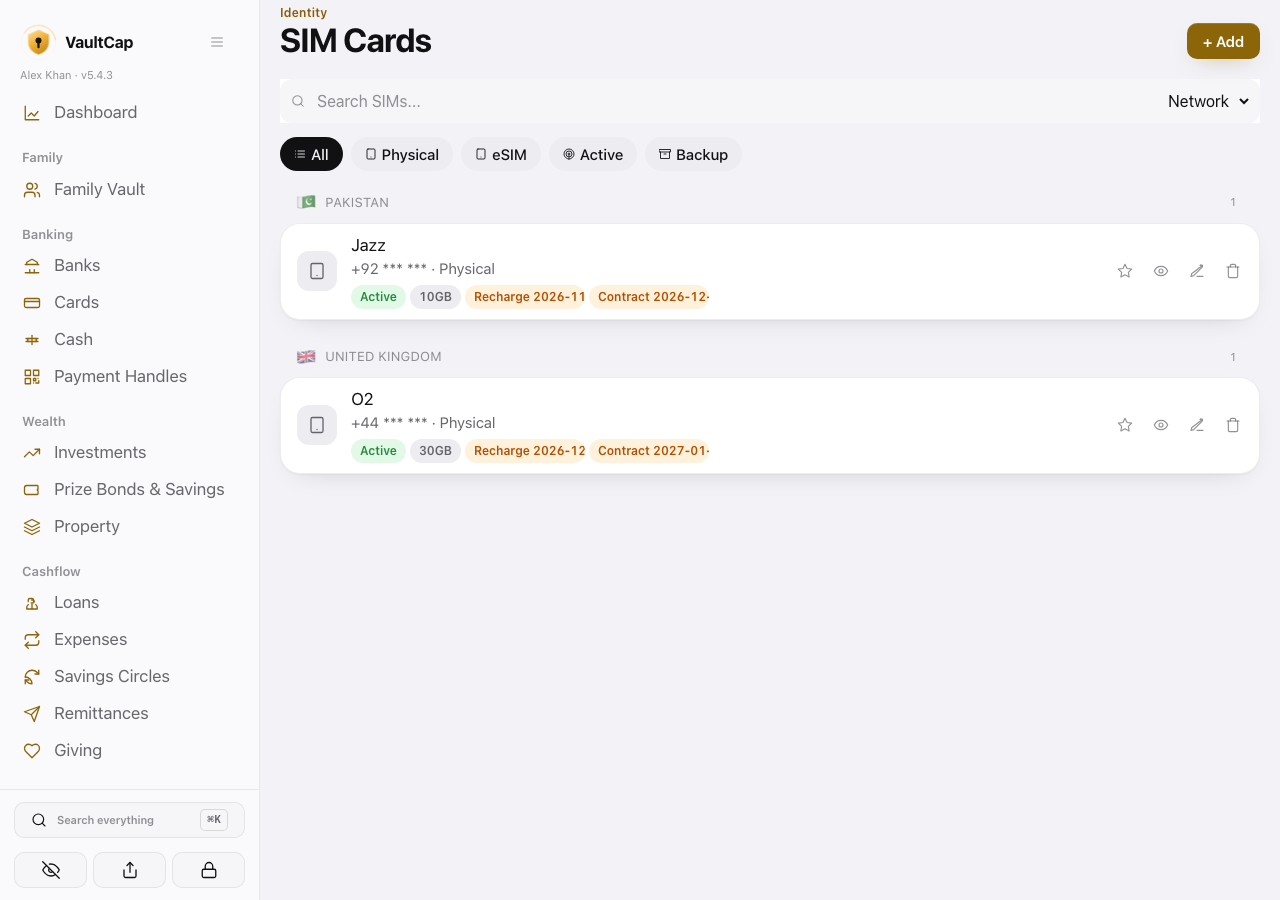 VaultCap
Alex Khan · v5.4.3
Dashboard
Family
Family Vault
Banking
Banks
Cards
Cash
Payment Handles
Wealth
Investments
Prize Bonds & Savings
Property
Cashflow
Loans
Expenses
Savings Circles
Remittances
Giving
Search everything ⌘K
Identity
SIM Cards
+ Add
Search SIMs... Network
All Physical eSIM Active Backup
PAKISTAN 1
Jazz
+92 *** *** · Physical
Active 10GB Recharge 2026-11 Contract 2026-12-
UNITED KINGDOM 1
O2
+44 *** *** · Physical
Active 30GB Recharge 2026-12 Contract 2027-01-